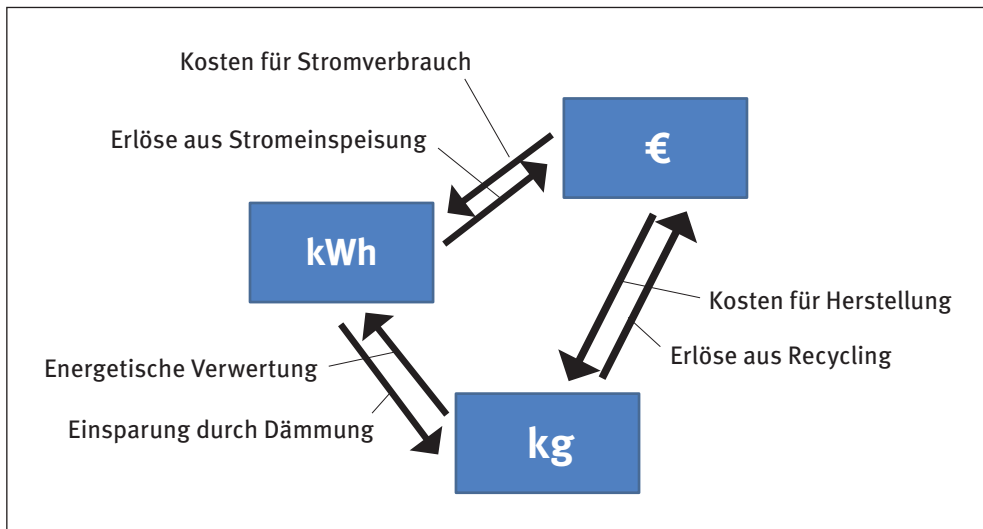 Kosten für Stromverbrauch
Erlöse aus Stromeinspeisung
€
kWh
Kosten für Herstellung
Erlöse aus Recycling
Energetische Verwertung
Einsparung durch Dämmung
kg